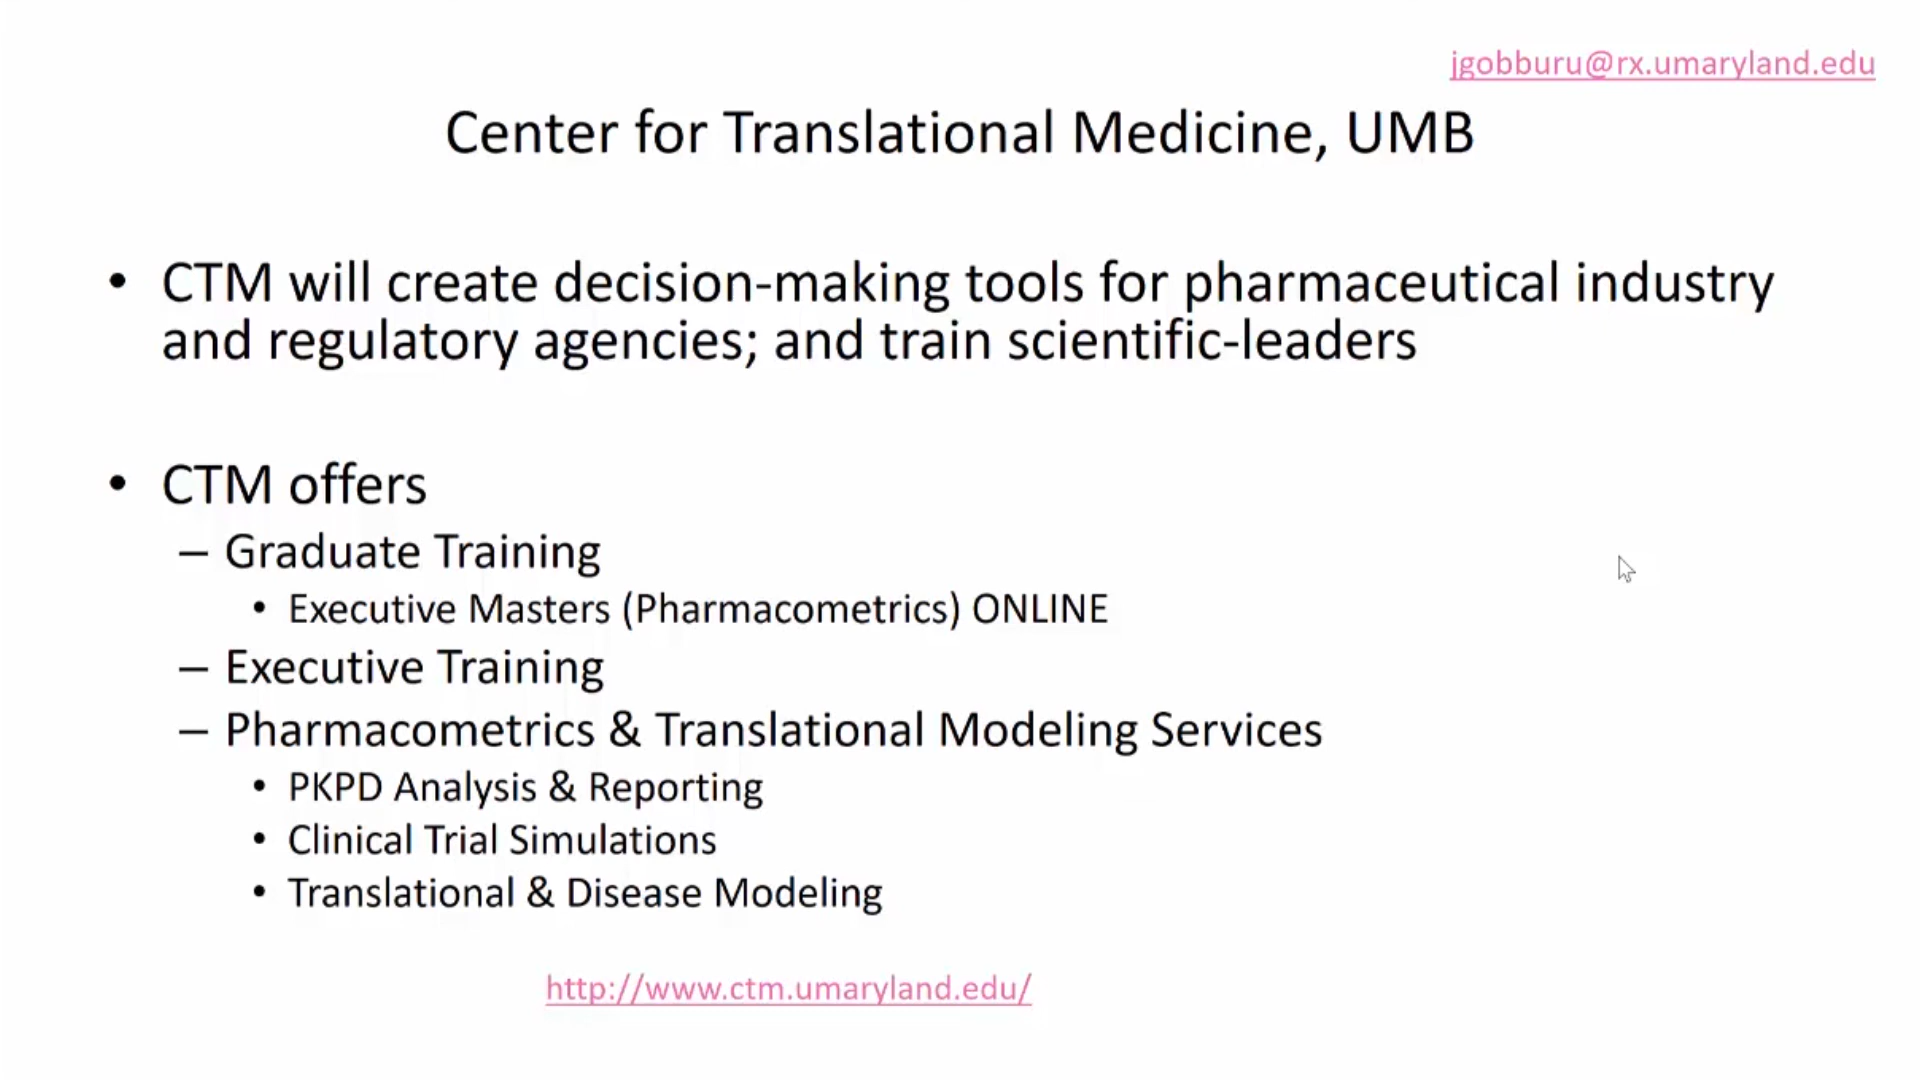 jgobburu@rx.umaryland.edu
Center for Translational Medicine, UMB
• CTM will create decision-making tools for pharmaceutical industry
and regulatory agencies; and train scientific-leaders
• CTM offers
– Graduate Training
• Executive Masters (Pharmacometrics) ONLINE
– Executive Training
– Pharmacometrics & Translational Modeling Services
• PKPD Analysis & Reporting
• Clinical Trial Simulations
• Translational & Disease Modeling
http://www.ctm.umaryland.edu/